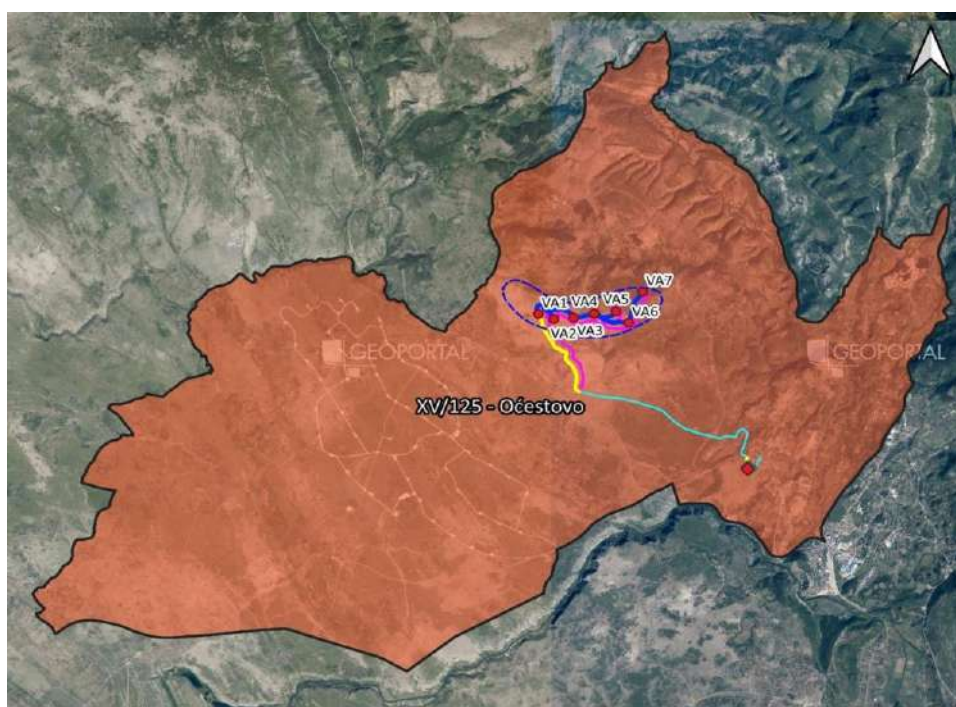 VA7
VA1
VA4
VA5
VA6
VA2
VA3
GEOPORTAL
GEOPORTAL
XV/125 - Oćestovo